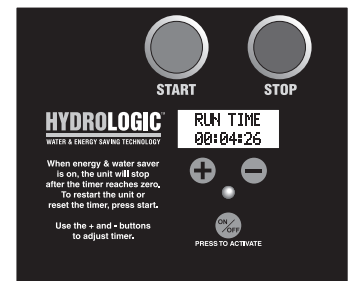 START STOP
HYDROLOGIC™
WATER & ENERGY SAVING TECHNOLOGY
RUN TIME
00:04:26
When energy & water saver
is on, the unit will stop
after the timer reaches zero.
To restart the unit or
reset the timer, press start.
Use the + and - buttons
to adjust timer.
+ -
ON/OFF
PRESS TO ACTIVATE